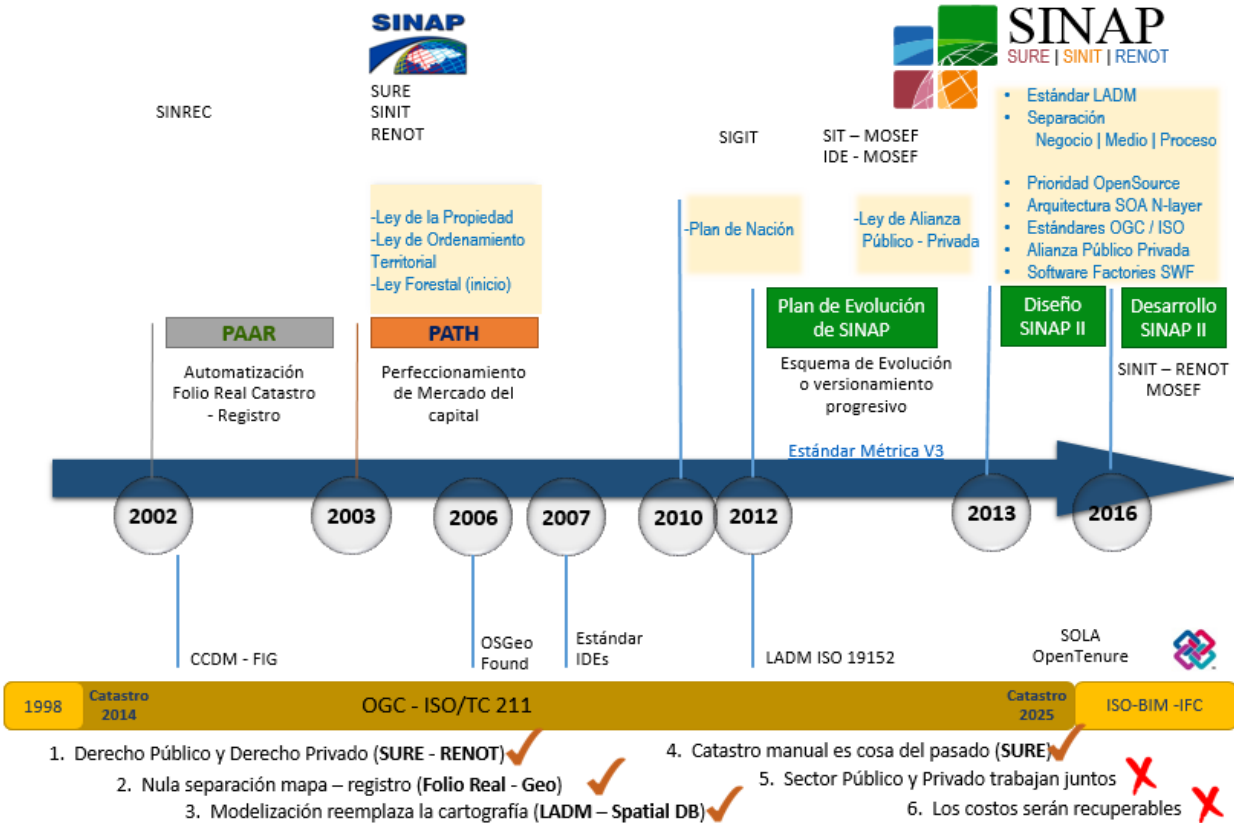 SINAP
SINAP
SURE | SINIT | RENOT
SINREC
SURE
SINIT
RENOT
SIGIT
SIT – MOSEF
IDE - MOSEF
• Estándar LADM
• Separación
Negocio | Medio | Proceso
• Prioridad OpenSource
• Arquitectura SOA N-layer
• Estándares OGC / ISO
• Alianza Público Privada
• Software Factories SWF
-Ley de la Propiedad
-Ley de Ordenamiento
Territorial
-Ley Forestal (inicio)
-Plan de Nación
-Ley de Alianza
Público - Privada
PAAR
PATH
Plan de Evolución
de SINAP
Diseño
SINAP II
Desarrollo
SINAP II
Automatización
Folio Real Catastro
- Registro
Perfeccionamiento
de Mercado del
capital
Esquema de Evolución
o versionamiento
progresivo
SINIT – RENOT
MOSEF
Estándar Métrica V3
2002
2003
2006
2007
2010
2012
2013
2016
CCDM - FIG
OSGeo
Found
Estándar
IDEs
LADM ISO 19152
SOLA
OpenTenure
1998
Catastro
2014
OGC - ISO/TC 211
Catastro
2025
ISO-BIM -IFC
1. Derecho Público y Derecho Privado (SURE - RENOT)
2. Nula separación mapa – registro (Folio Real - Geo)
3. Modelización reemplaza la cartografía (LADM – Spatial DB)
4. Catastro manual es cosa del pasado (SURE)
5. Sector Público y Privado trabajan juntos
6. Los costos serán recuperables